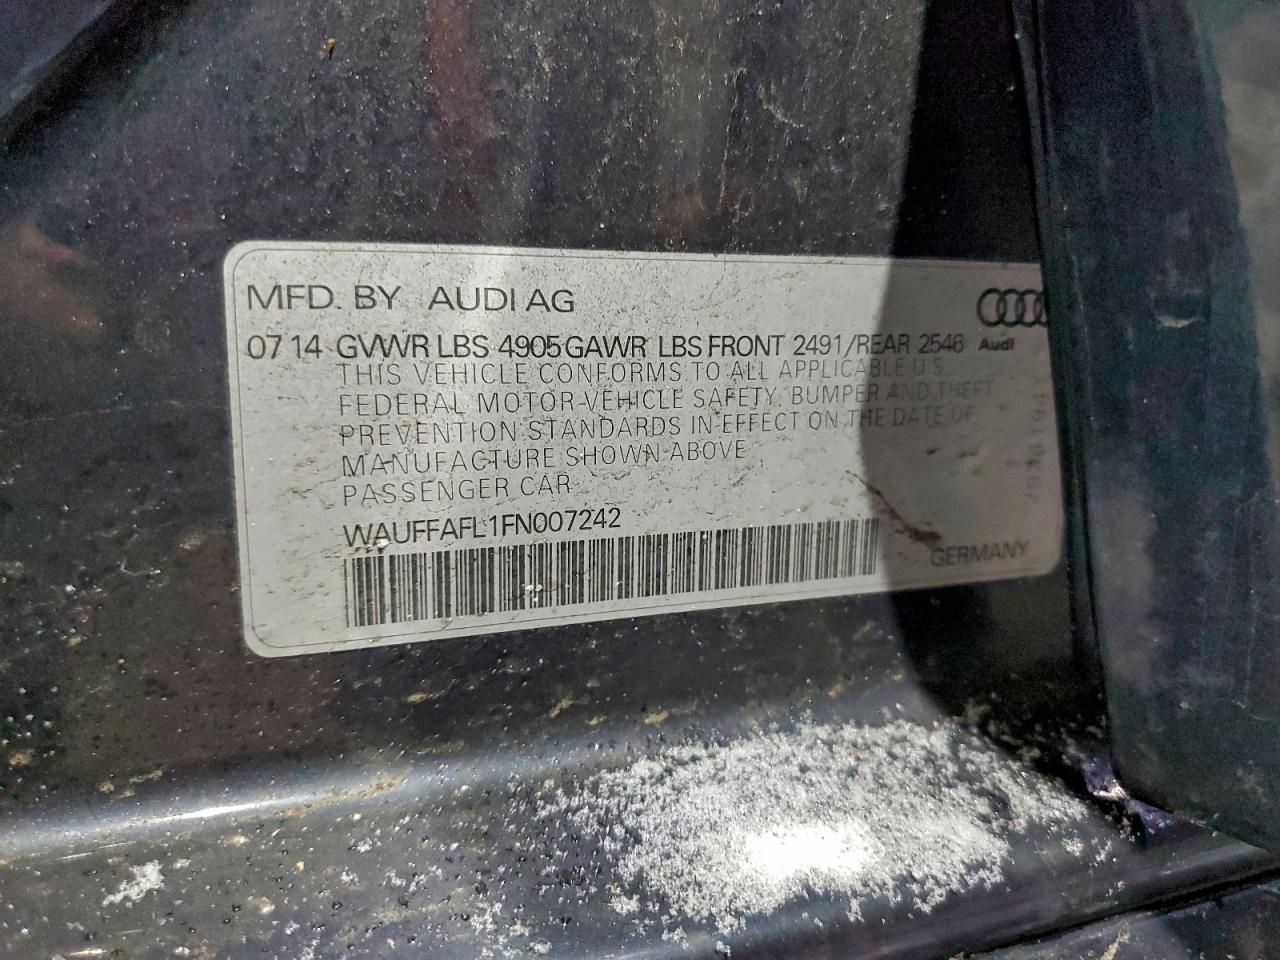 MFD. BY AUDI AG
07 14 GVWR LBS 4905 GAWR LBS FRONT 2491/REAR 2546 Audi
THIS VEHICLE CONFORMS TO ALL APPLICABLE U.S.
FEDERAL MOTOR-VEHICLE SAFETY, BUMPER AND THEFT
PREVENTION STANDARDS IN EFFECT ON THE DATE OF
MANUFACTURE SHOWN ABOVE
PASSENGER CAR
WAUFFAFL1FN007242
GERMANY